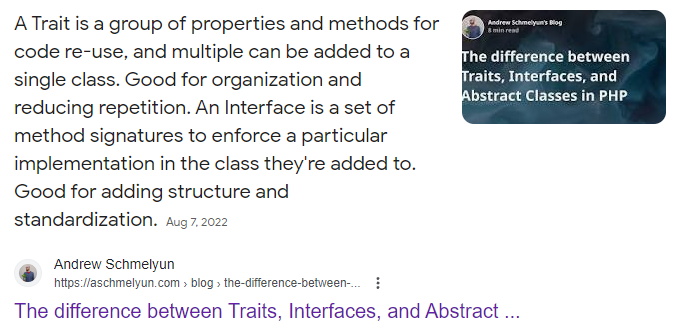 A Trait is a group of properties and methods for
code re-use, and multiple can be added to a
single class. Good for organization and
reducing repetition. An Interface is a set of
method signatures to enforce a particular
implementation in the class they're added to.
Good for adding structure and
standardization. Aug 7, 2022
Andrew Schmelyun's Blog
8 min read
The difference between
Traits, Interfaces, and
Abstract Classes in PHP
Andrew Schmelyun
https://aschmelyun.com › blog › the-difference-between-...
The difference between Traits, Interfaces, and Abstract ...